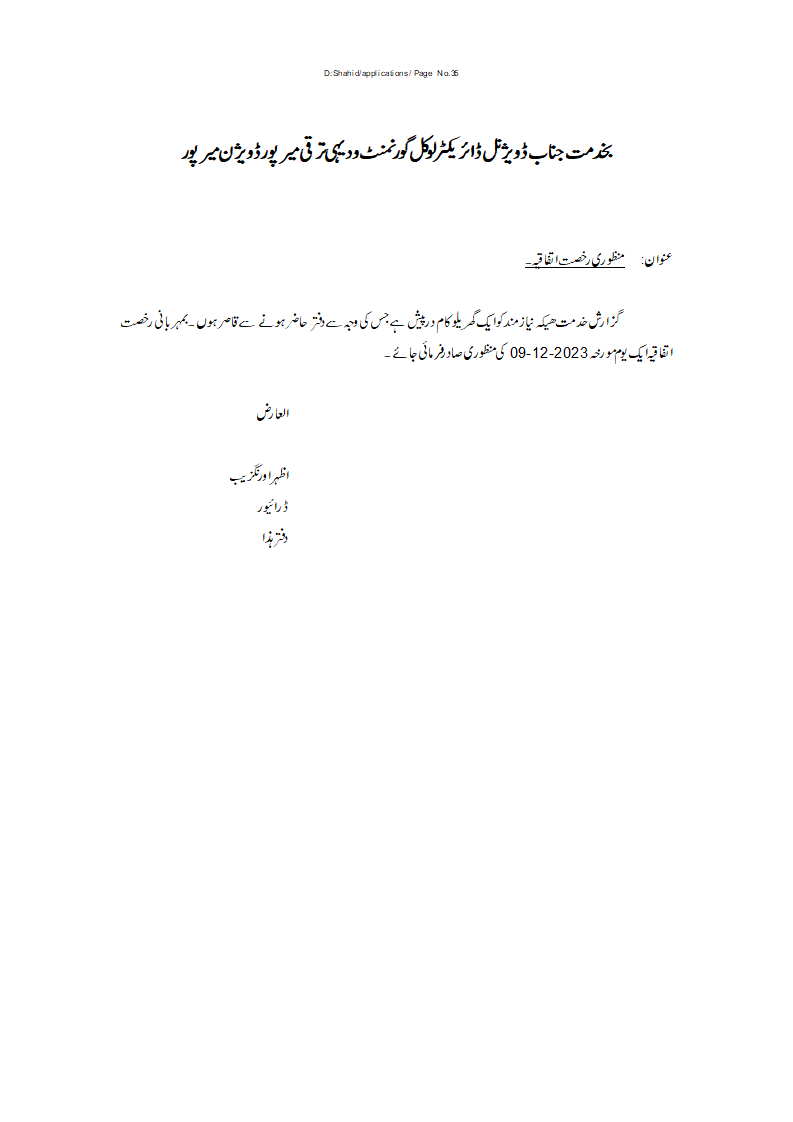 D:Shahid/applications/ Page No.35
بخدمت جناب ڈویژنل ڈائریکٹر لوکل گورنمنٹ ودیہی ترقی میرپور ڈویژن میرپور
عنوان: منظوری رخصت اتفاقیہ۔
گزارش خدمت ھیکہ نیازمند کو ایک گھریلو کام درپیش ہے جس کی وجہ سے دفتر حاضر ہونے سے قاصر ہوں ۔ بمہربانی رخصت
اتفاقیہ ایک یوم مورخہ 09-12-2023 کی منظوری صادر فرمائی جائے ۔
العارض
اظہر اورنگزیب
ڈرائیور
دفتر ہذا